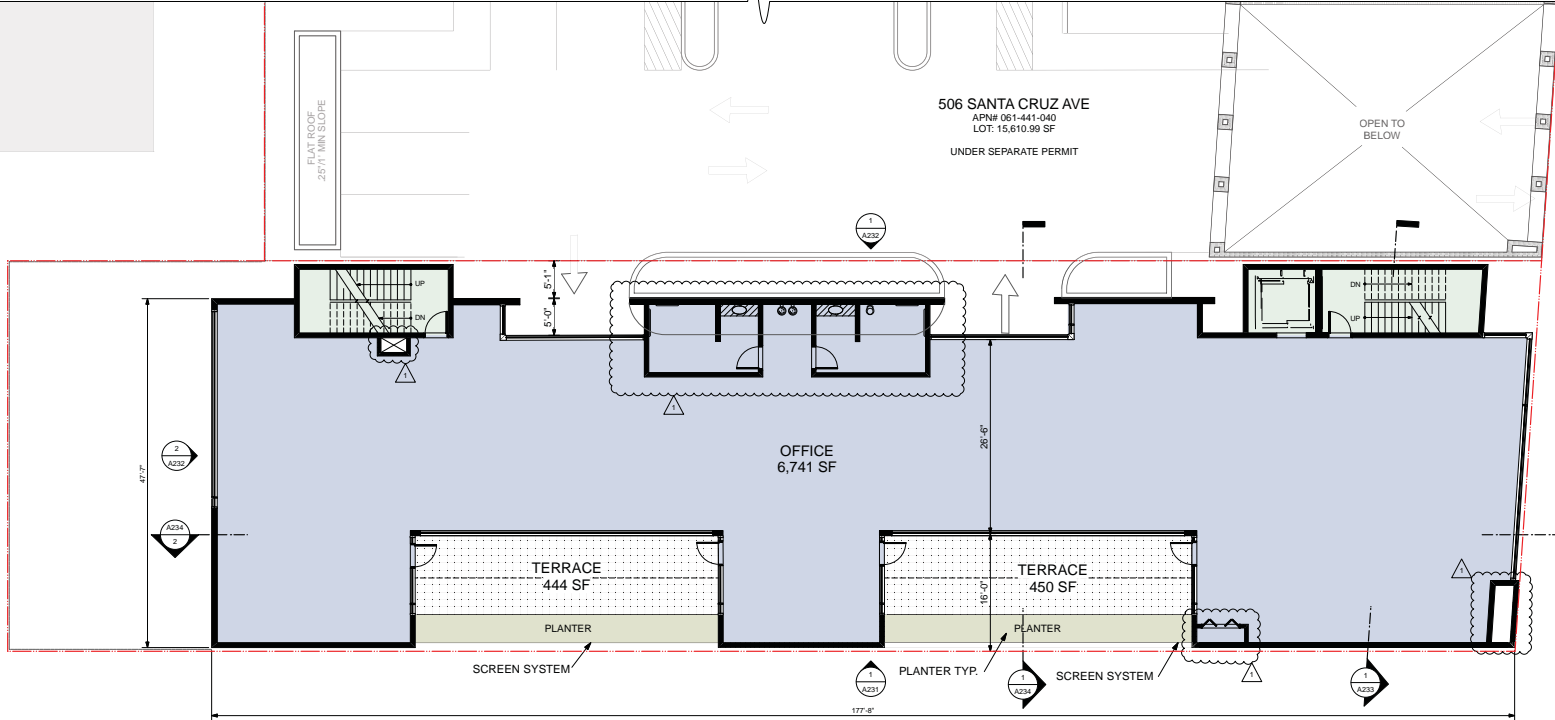 506 SANTA CRUZ AVE
APN# 061-441-040
LOT: 15,610.99 SF
UNDER SEPARATE PERMIT
FLAT ROOF
.25"/1' MIN SLOPE
OPEN TO
BELOW
1
A232
UP
DN
5'-1"
5'-0"
DN
UP
1
1
47'-7"
2
A232
A234
2
OFFICE
6,741 SF
26'-6"
TERRACE
444 SF
TERRACE
450 SF
16'-0"
1
PLANTER
PLANTER
SCREEN SYSTEM
PLANTER TYP.
SCREEN SYSTEM
1
A231
1
A234
1
1
A233
177'-8"